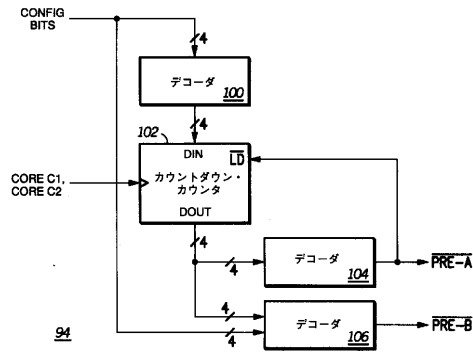 CONFIG
BITS
4
デコーダ
100
4
102
DIN
LD
CORE C1,
CORE C2
カウントダウン・
カウンタ
DOUT
4
4
デコーダ
104
PRE-A
4
4
デコーダ
106
PRE-B
94